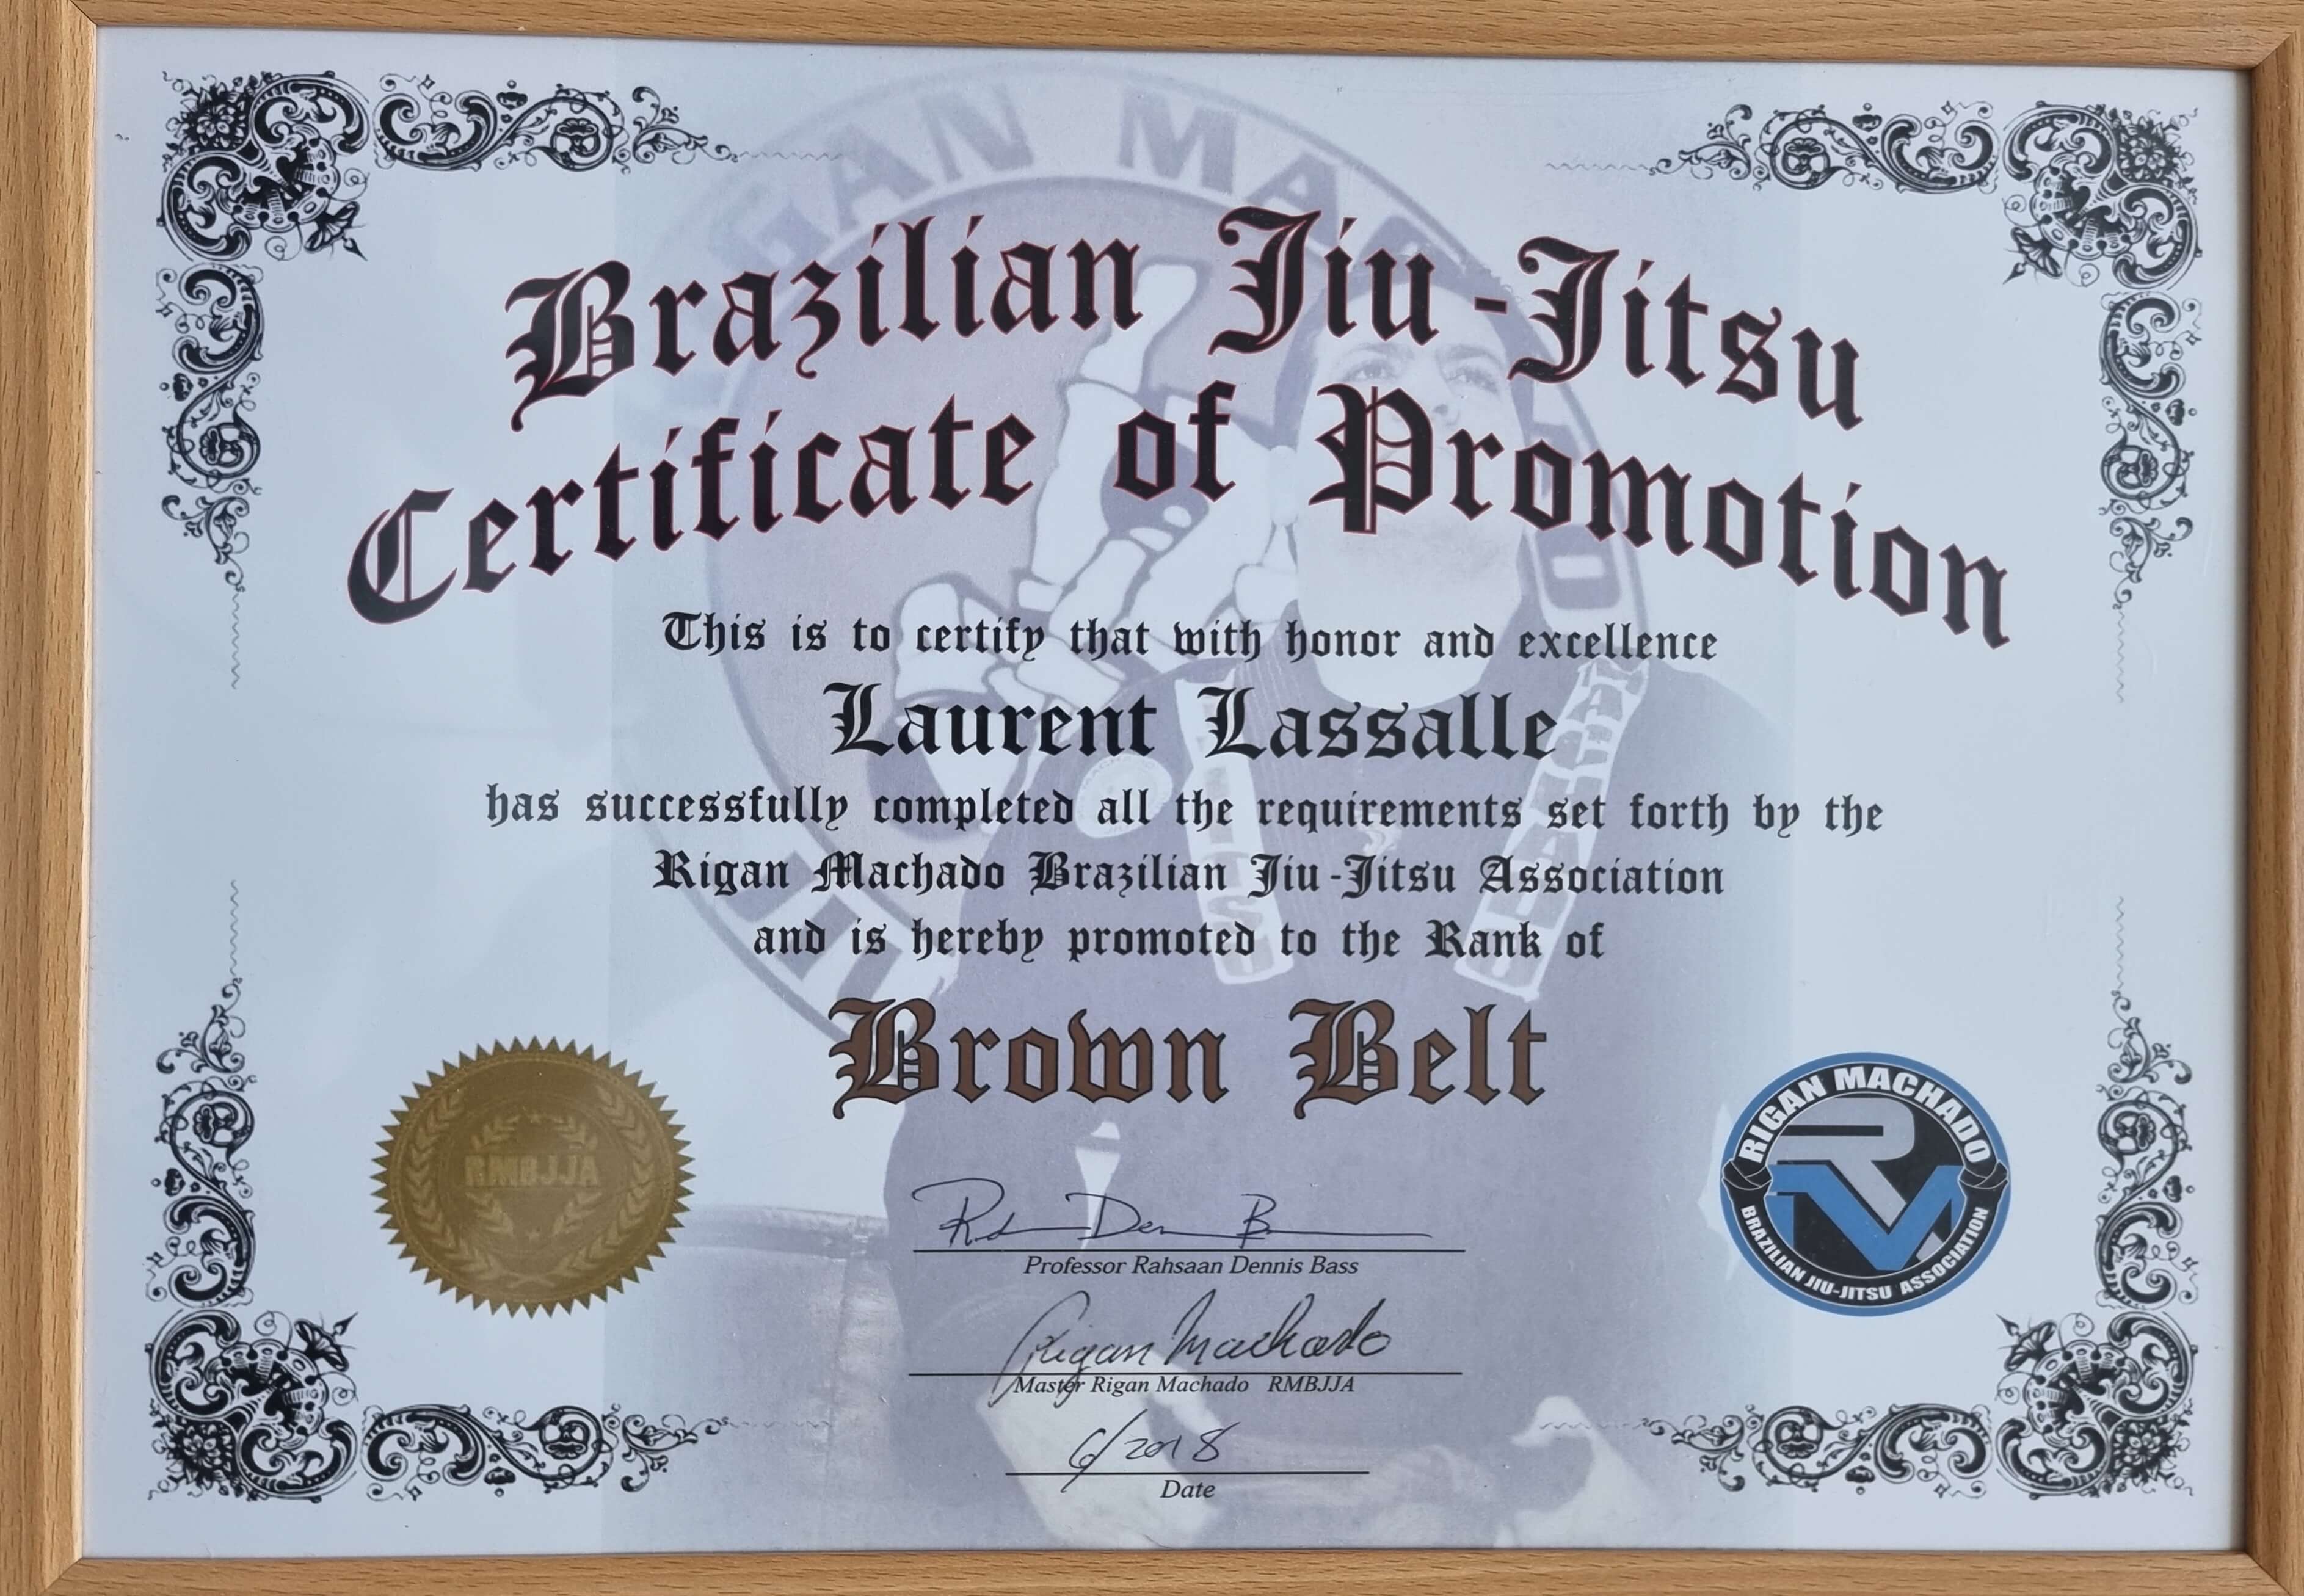 Brazilian Jiu-Jitsu
Certificate of Promotion
This is to certify that with honor and excellence
Laurent Lassalle
has successfully completed all the requirements set forth by the
Rigan Machado Brazilian Jiu-Jitsu Association
and is hereby promoted to the Rank of
Brown Belt
RMBJJA
RIGAN MACHADO
RM
BRAZILIAN JIU-JITSU ASSOCIATION
Professor Rahsaan Dennis Bass
Rigan Machado
Master Rigan Machado RMBJJA
6/2018
Date